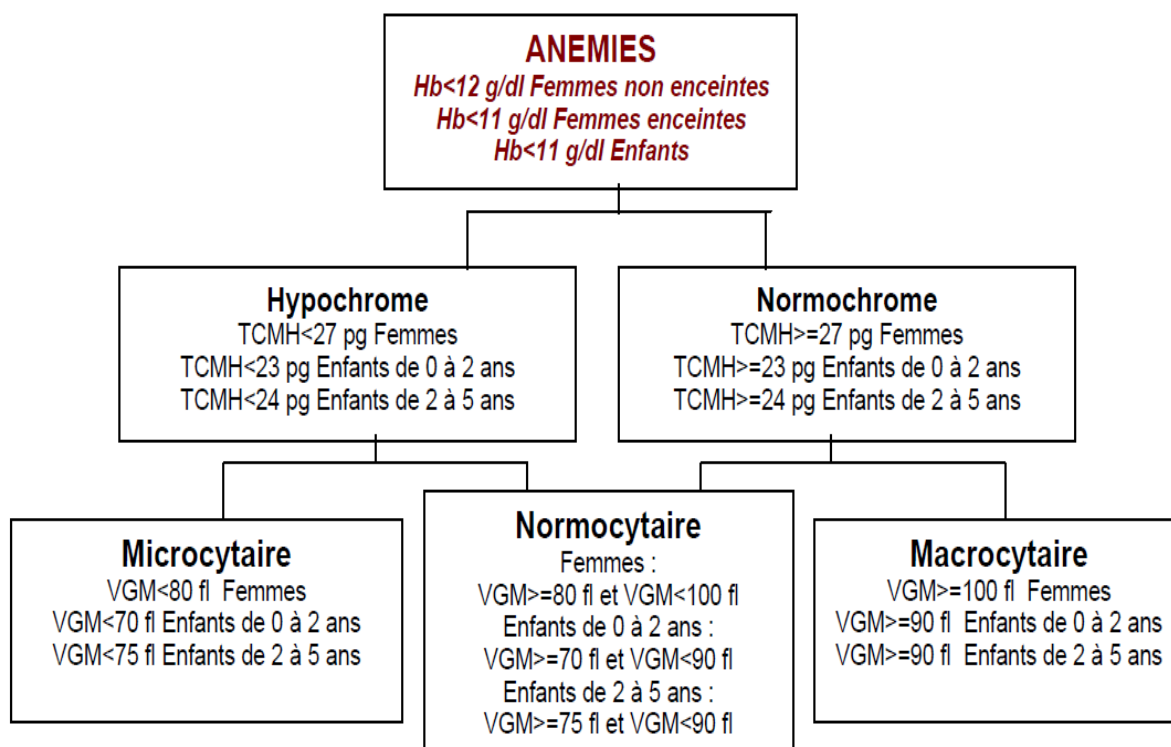 ANEMIES
Hb<12 g/dl Femmes non enceintes
Hb<11 g/dl Femmes enceintes
Hb<11 g/dl Enfants
Hypochrome
TCMH<27 pg Femmes
TCMH<23 pg Enfants de 0 à 2 ans
TCMH<24 pg Enfants de 2 à 5 ans
Normochrome
TCMH>=27 pg Femmes
TCMH>=23 pg Enfants de 0 à 2 ans
TCMH>=24 pg Enfants de 2 à 5 ans
Microcytaire
VGM<80 fl Femmes
VGM<70 fl Enfants de 0 à 2 ans
VGM<75 fl Enfants de 2 à 5 ans
Normocytaire
Femmes :
VGM>=80 fl et VGM<100 fl
Enfants de 0 à 2 ans :
VGM>=70 fl et VGM<90 fl
Enfants de 2 à 5 ans :
VGM>=75 fl et VGM<90 fl
Macrocytaire
VGM>=100 fl Femmes
VGM>=90 fl Enfants de 0 à 2 ans
VGM>=90 fl Enfants de 2 à 5 ans